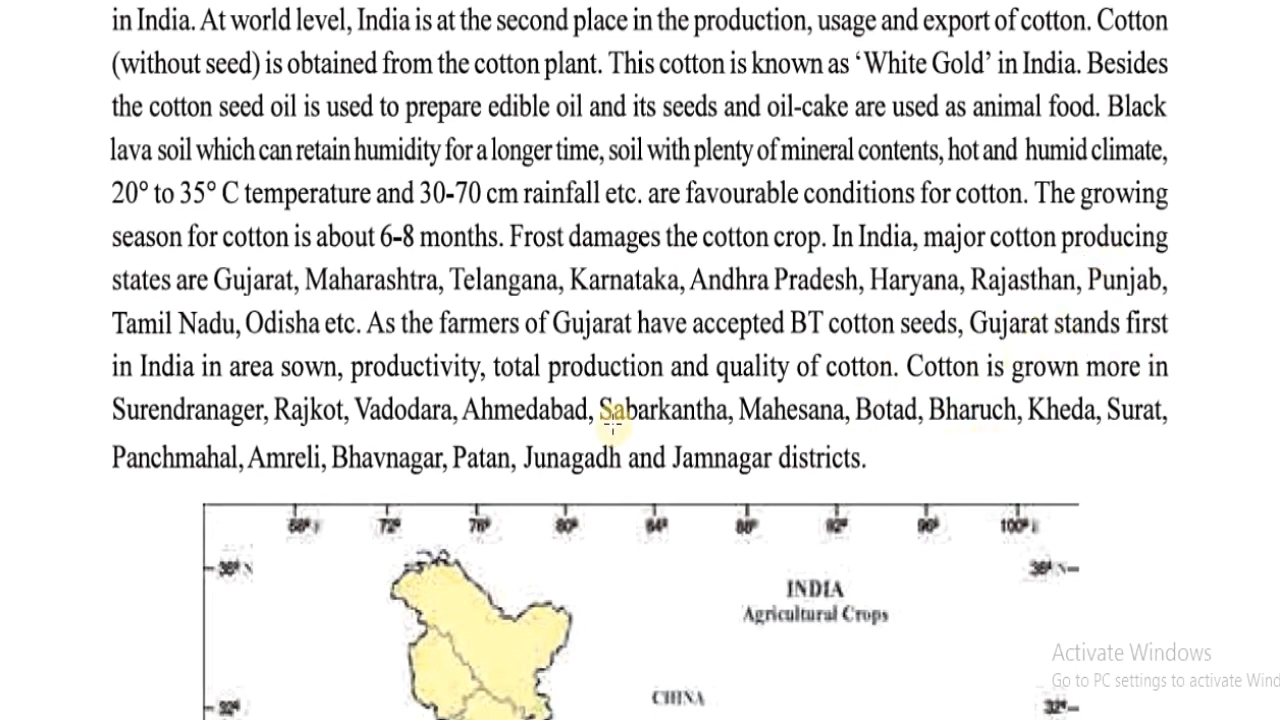 in India. At world level, India is at the second place in the production, usage and export of cotton. Cotton
(without seed) is obtained from the cotton plant. This cotton is known as ‘White Gold’ in India. Besides
the cotton seed oil is used to prepare edible oil and its seeds and oil-cake are used as animal food. Black
lava soil which can retain humidity for a longer time, soil with plenty of mineral contents, hot and humid climate,
20° to 35° C temperature and 30-70 cm rainfall etc. are favourable conditions for cotton. The growing
season for cotton is about 6-8 months. Frost damages the cotton crop. In India, major cotton producing
states are Gujarat, Maharashtra, Telangana, Karnataka, Andhra Pradesh, Haryana, Rajasthan, Punjab,
Tamil Nadu, Odisha etc. As the farmers of Gujarat have accepted BT cotton seeds, Gujarat stands first
in India in area sown, productivity, total production and quality of cotton. Cotton is grown more in
Surendranager, Rajkot, Vadodara, Ahmedabad, Sabarkantha, Mahesana, Botad, Bharuch, Kheda, Surat,
Panchmahal, Amreli, Bhavnagar, Patan, Junagadh and Jamnagar districts.
72° 76° 80° 84° 88° 92° 96° 100°
INDIA
Agricultural Crops
Activate Windows
Go to PC settings to activate Wind
CHINA
32° 32°